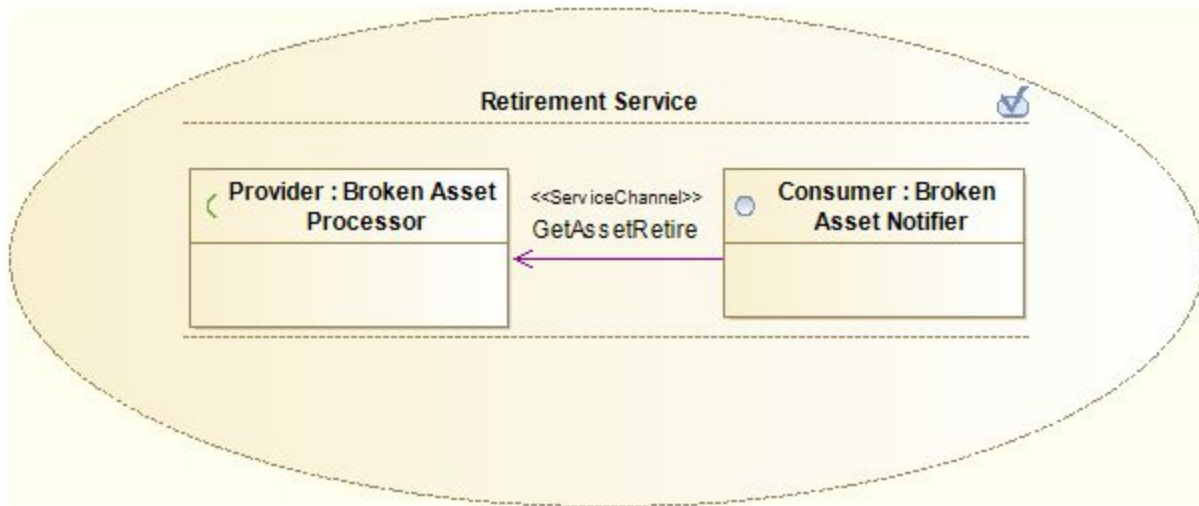 Retirement Service
Provider : Broken Asset
Processor
<<ServiceChannel>>
GetAssetRetire
Consumer : Broken
Asset Notifier